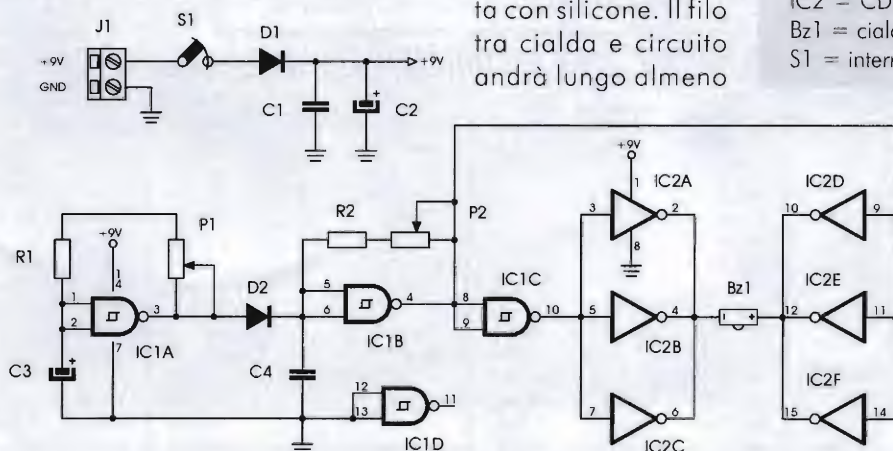 ta con silicone. Il filo
tra cialda e circuito
andrà lungo almeno
IC2 = CD
Bz1 = cialc
S1 = interr
J1
S1
D1
+9V
GND
+9V
C1
C2
R1
+9V
P1
1
4
1
2
3
7
IC1A
C3
D2
R2
P2
5
6
4
IC1B
C4
12
13
11
IC1D
IC1C
8
9
10
+9V
IC2A
1
3
2
8
5
4
IC2B
7
6
IC2C
Bz1
- +
IC2D
10
9
IC2E
12
11
IC2F
15
14